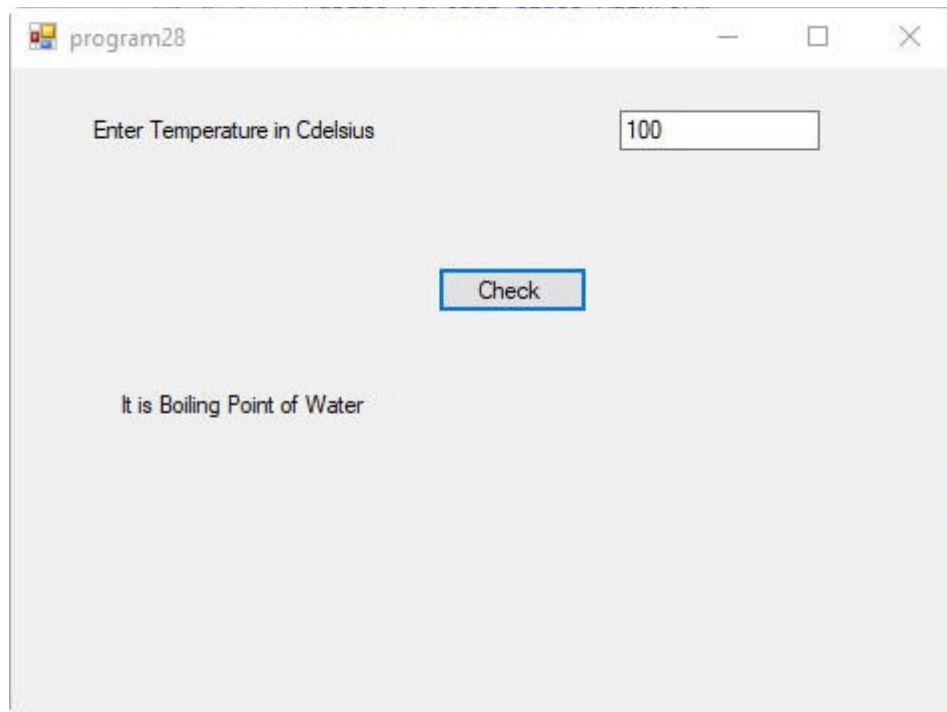 program28
Enter Temperature in Cdelsius
100
Check
It is Boiling Point of Water